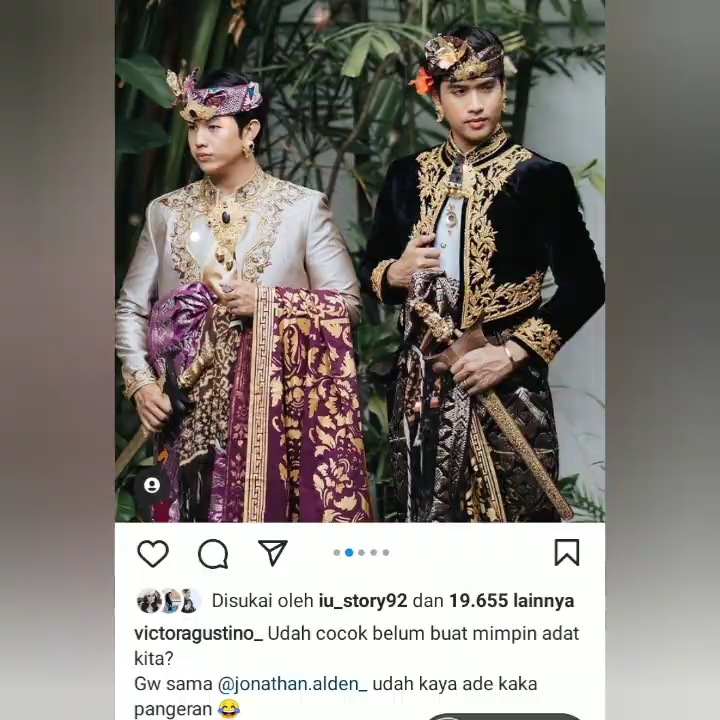 Disukai oleh iu_story92 dan 19.655 lainnya
victoragustino_ Udah cocok belum buat mimpin adat
kita?
Gw sama @jonathan.alden_ udah kaya ade kaka
pangeran 😂